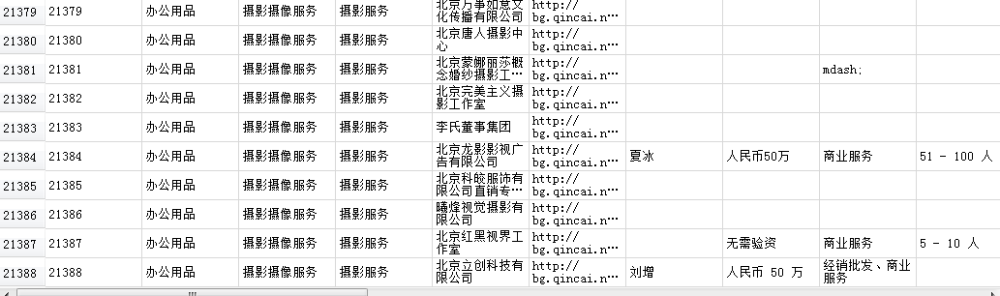 21379 21379 办公用品 摄影摄像服务 摄影服务 北京万事如意文化传播有限公司 http://bg.qincai.n…
21380 21380 办公用品 摄影摄像服务 摄影服务 北京唐人摄影中心 http://bg.qincai.n…
21381 21381 办公用品 摄影摄像服务 摄影服务 北京蒙娜丽莎概念婚纱摄影工… http://bg.qincai.n… mdash;
21382 21382 办公用品 摄影摄像服务 摄影服务 北京完美主义摄影工作室 http://bg.qincai.n…
21383 21383 办公用品 摄影摄像服务 摄影服务 李氏董事集团 http://bg.qincai.n…
21384 21384 办公用品 摄影摄像服务 摄影服务 北京龙影影视广告有限公司 http://bg.qincai.n… 夏冰 人民币50万 商业服务 51 - 100 人
21385 21385 办公用品 摄影摄像服务 摄影服务 北京科皎服饰有限公司直销专… http://bg.qincai.n…
21386 21386 办公用品 摄影摄像服务 摄影服务 曦烽视觉摄影有限公司 http://bg.qincai.n…
21387 21387 办公用品 摄影摄像服务 摄影服务 北京红黑视界工作室 http://bg.qincai.n… 无需验资 商业服务 5 - 10 人
21388 21388 办公用品 摄影摄像服务 摄影服务 北京立创科技有限公司 http://bg.qincai.n… 刘增 人民币 50 万 经销批发、商业服务